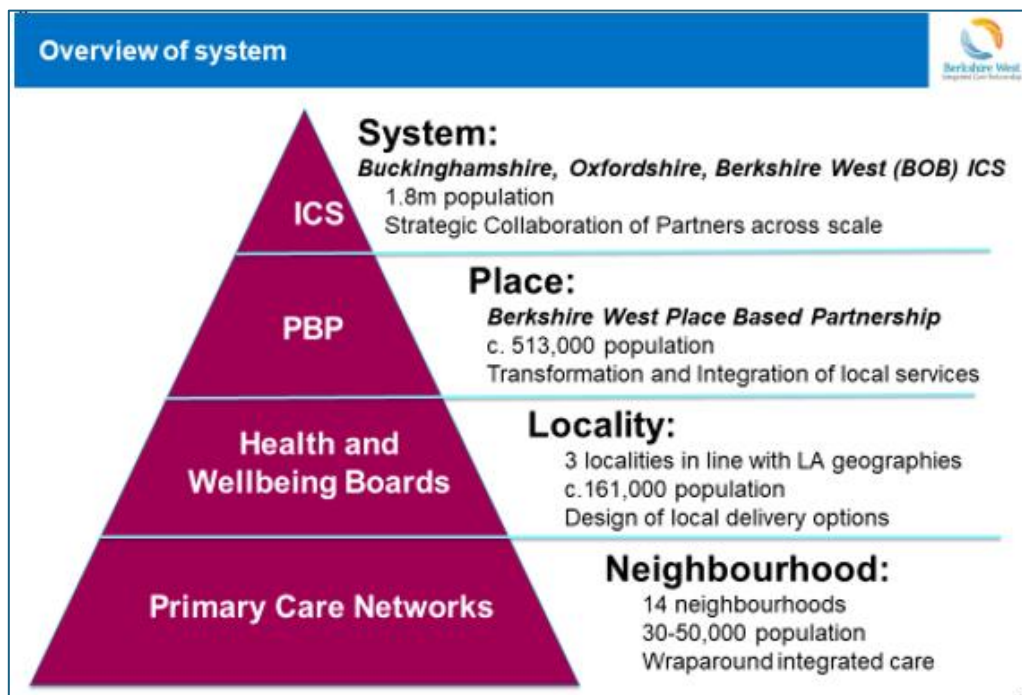 Overview of system
Berkshire West
Integrated Care Partnership
System:
Buckinghamshire, Oxfordshire, Berkshire West (BOB) ICS
1.8m population
Strategic Collaboration of Partners across scale
ICS
Place:
Berkshire West Place Based Partnership
c. 513,000 population
Transformation and Integration of local services
PBP
Locality:
3 localities in line with LA geographies
c.161,000 population
Design of local delivery options
Health and
Wellbeing Boards
Neighbourhood:
14 neighbourhoods
30-50,000 population
Wraparound integrated care
Primary Care Networks